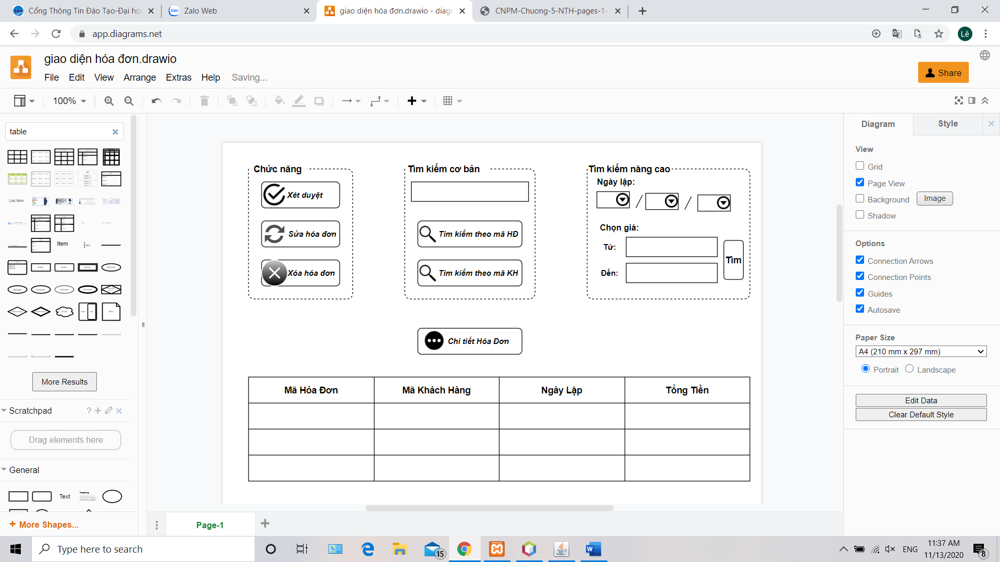 Cổng Thông Tin Đào Tạo-Đại học
Zalo Web
giao diện hóa đơn.drawio - diagr
CNPM-Chuong-5-NTH-pages-1-
app.diagrams.net
Lê
giao diện hóa đơn.drawio
File Edit View Arrange Extras Help Saving...
Share
100%
table
List Item
Item
More Results
Scratchpad
?
Drag elements here
General
Text
Heading
More Shapes...
Chức năng
Xét duyệt
Sửa hóa đơn
Xóa hóa đơn
Tìm kiếm cơ bản
Tìm kiếm theo mã HĐ
Tìm kiếm theo mã KH
Tìm kiếm nâng cao
Ngày lập:
/ /
Chọn giá:
Từ:
Đến:
Tìm
Chi tiết Hóa Đơn
Mã Hóa Đơn Mã Khách Hàng Ngày Lập Tổng Tiền
Page-1
Diagram Style
View
Grid
Page View
Background Image
Shadow
Options
Connection Arrows
Connection Points
Guides
Autosave
Paper Size
A4 (210 mm x 297 mm)
Portrait Landscape
Edit Data
Clear Default Style
Type here to search
15
ENG
11:37 AM
11/13/2020
8